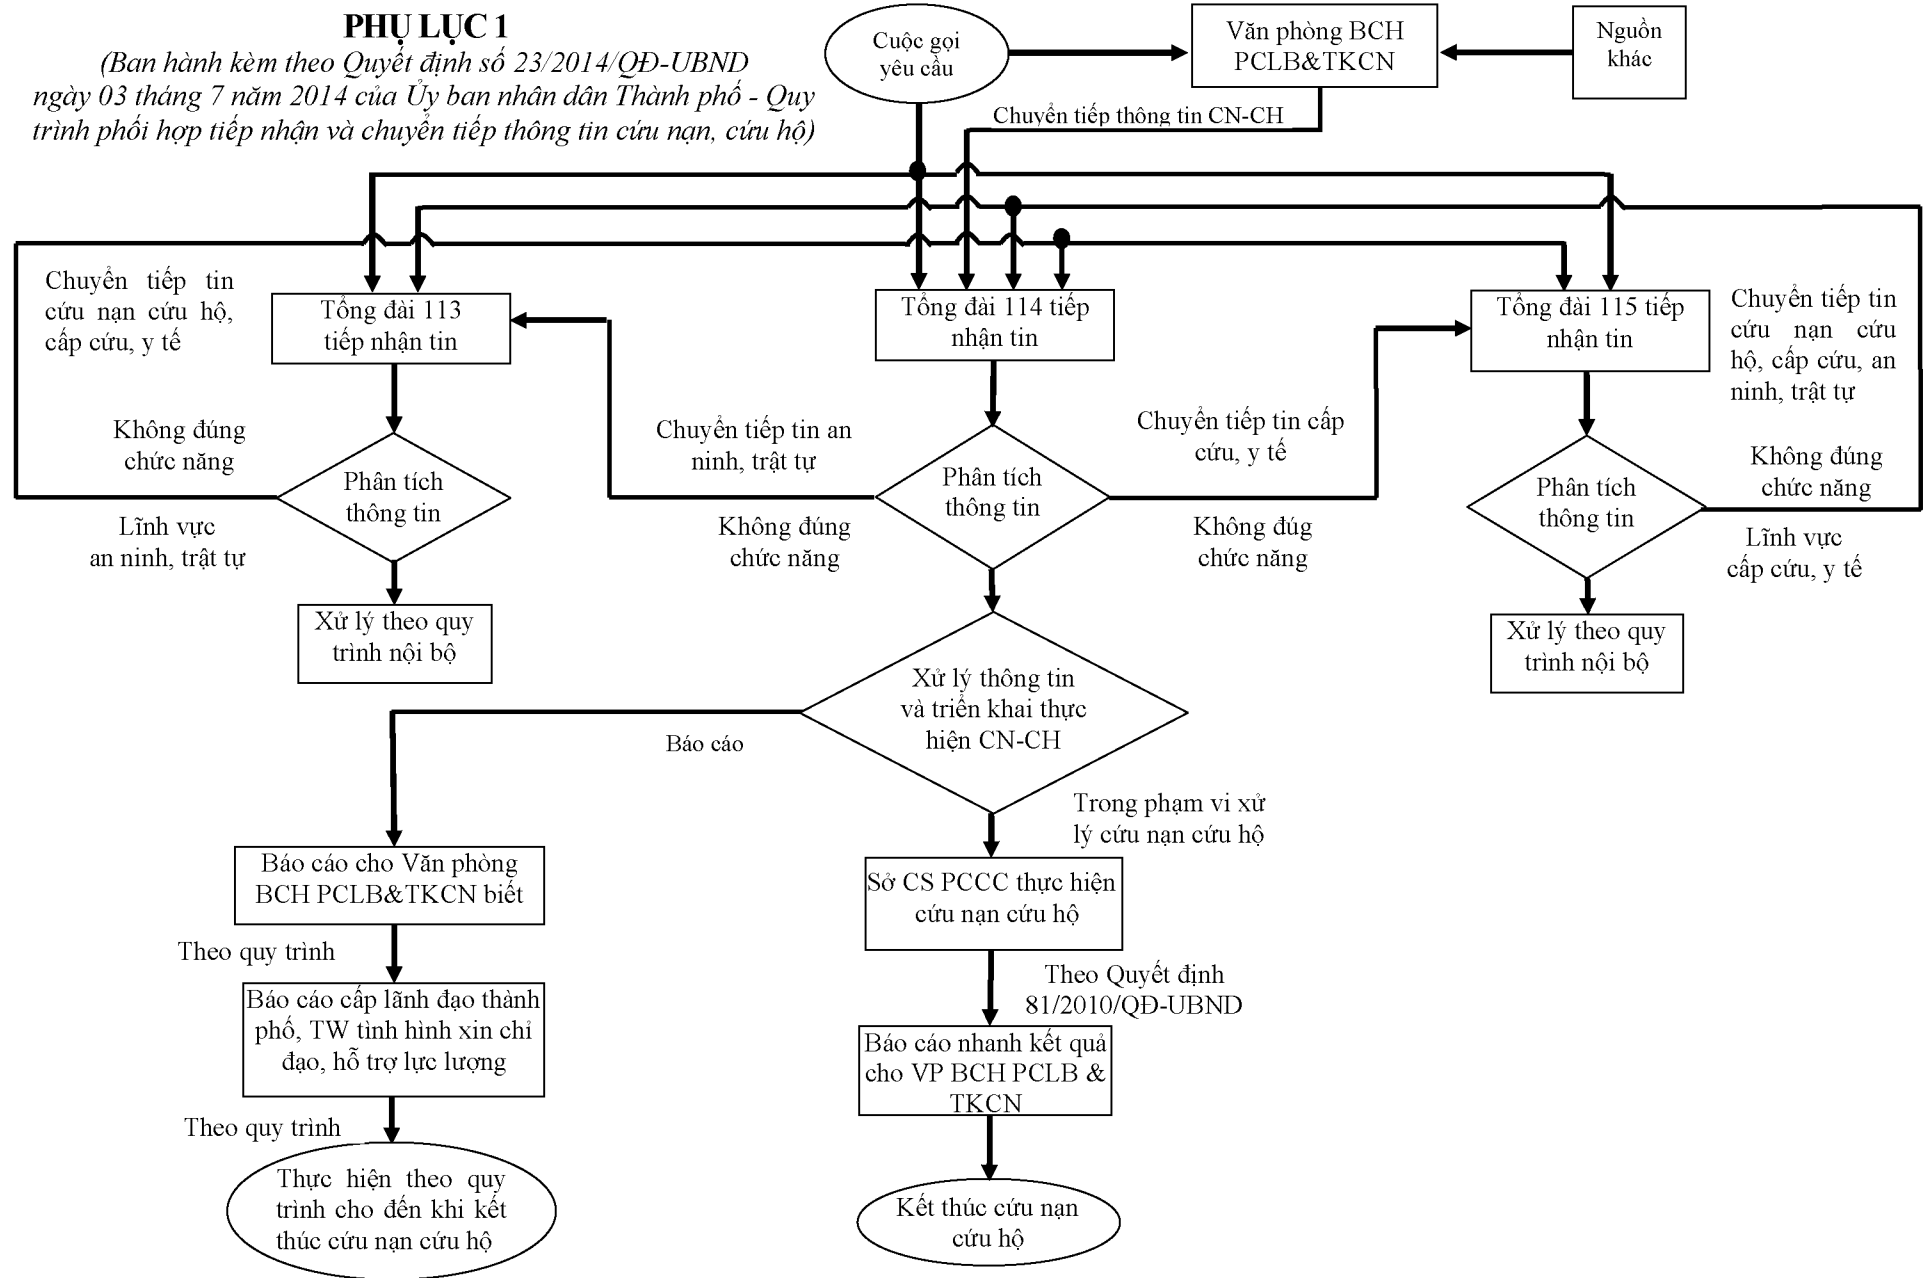 PHỤ LỤC 1
(Ban hành kèm theo Quyết định số 23/2014/QĐ-UBND
ngày 03 tháng 7 năm 2014 của Ủy ban nhân dân Thành phố - Quy
trình phối hợp tiếp nhận và chuyển tiếp thông tin cứu nạn, cứu hộ)
Cuộc gọi
yêu cầu
Văn phòng BCH
PCLB&TKCN
Nguồn
khác
Chuyển tiếp thông tin CN-CH
Chuyển tiếp tin
cứu nạn cứu hộ,
cấp cứu, y tế
Tổng đài 113
tiếp nhận tin
Tổng đài 114 tiếp
nhận tin
Tổng đài 115 tiếp
nhận tin
Chuyển tiếp tin
cứu nạn cứu
hộ, cấp cứu, an
ninh, trật tự
Không đúng
chức năng
Phân tích
thông tin
Lĩnh vực
an ninh, trật tự
Chuyển tiếp tin an
ninh, trật tự
Không đúng
chức năng
Phân tích
thông tin
Chuyển tiếp tin cấp
cứu, y tế
Không đúg
chức năng
Phân tích
thông tin
Không đúng
chức năng
Lĩnh vực
cấp cứu, y tế
Xử lý theo quy
trình nội bộ
Xử lý thông tin
và triển khai thực
hiện CN-CH
Xử lý theo quy
trình nội bộ
Báo cáo
Trong phạm vi xử
lý cứu nạn cứu hộ
Báo cáo cho Văn phòng
BCH PCLB&TKCN biết
Sở CS PCCC thực hiện
cứu nạn cứu hộ
Theo quy trình
Theo Quyết định
81/2010/QĐ-UBND
Báo cáo cấp lãnh đạo thành
phố, TW tình hình xin chỉ
đạo, hỗ trợ lực lượng
Báo cáo nhanh kết quả
cho VP BCH PCLB &
TKCN
Theo quy trình
Thực hiện theo quy
trình cho đến khi kết
thúc cứu nạn cứu hộ
Kết thúc cứu nạn
cứu hộ